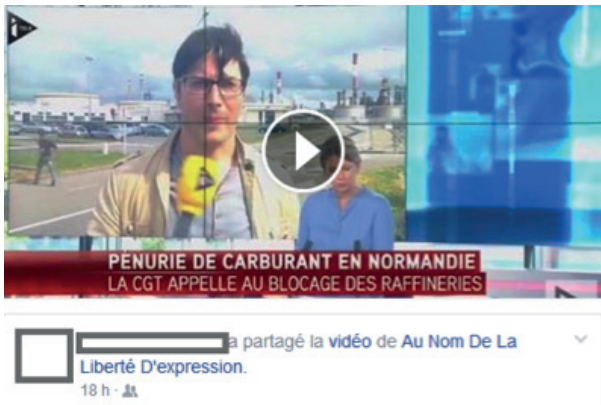 PÉNURIE DE CARBURANT EN NORMANDIE
LA CGT APPELLE AU BLOCAGE DES RAFFINERIES
a partagé la vidéo de Au Nom De La
Liberté D'expression.
18 h ·